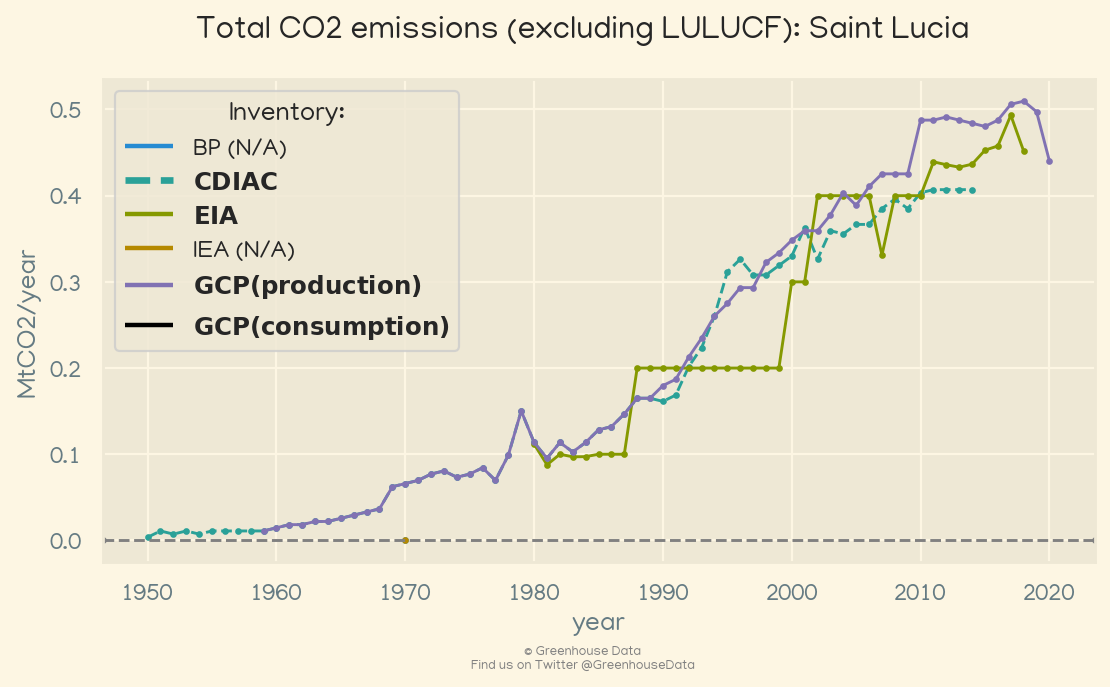 Total CO2 emissions (excluding LULUCF): Saint Lucia
Inventory:
BP (N/A)
CDIAC
EIA
IEA (N/A)
GCP(production)
GCP(consumption)
MtCO2/year
0.5
0.4
0.3
0.2
0.1
0.0
1950 1960 1970 1980 1990 2000 2010 2020
year
© Greenhouse Data
Find us on Twitter @GreenhouseData